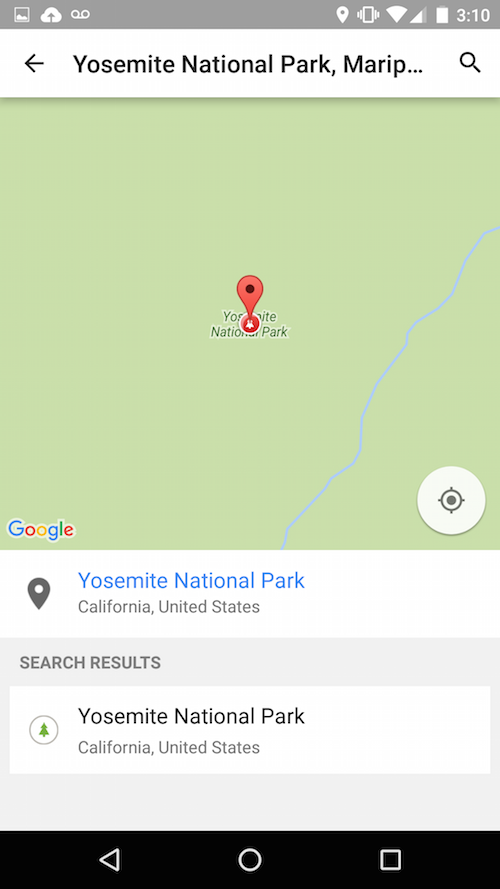 3:10
Yosemite National Park, Marip...
Yosemite
National Park
Google
Yosemite National Park
California, United States
SEARCH RESULTS
Yosemite National Park
California, United States